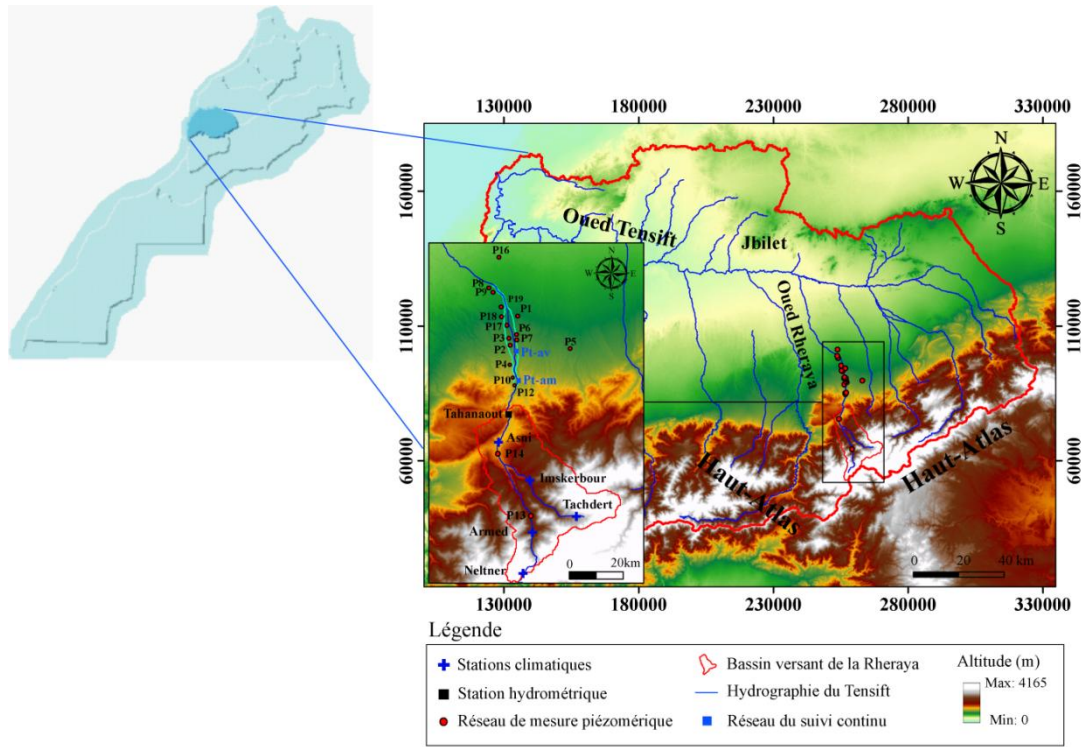 130000 180000 230000 280000 330000
160000
110000
60000
160000
110000
60000
N
W E
S
Oued Tensift
Jbilet
Oued Rheraya
Haut-Atlas
Haut-Atlas
0 40 km
N
W E
S
P16
P8
P9
P19
P1
P18
P17
P6
P3
P7
P2
Pt-av
P5
P4
P10
Pt-am
P12
Tahanaout
Asni
P14
Imskerbour
Tachdert
P13
Armed
Neltner
0 20km
130000 180000 230000 280000 330000
Légende
Stations climatiques
Station hydrométrique
Réseau de mesure piézomérique
Bassin versant de la Rheraya
Hydrographie du Tensift
Réseau du suivi continu
Altitude (m)
Max: 4165
Min: 0